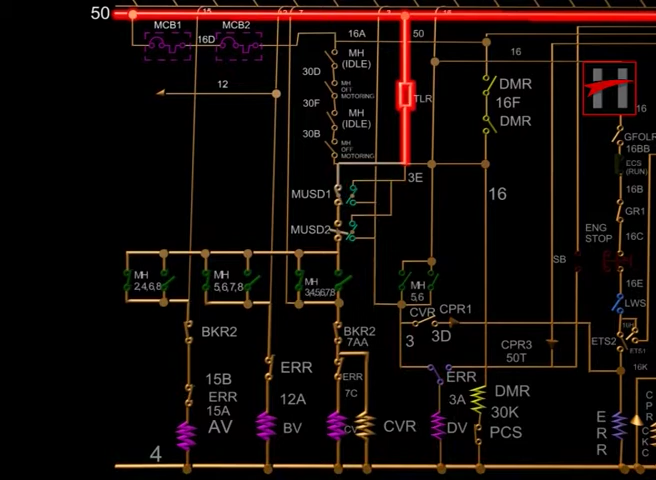 50
MCB1
MCB2
16D
16A
50
16
12
MH
(IDLE)
30D
MH
OFF
MOTORING
30F
MH
(IDLE)
30B
MH
OFF
MOTORING
TLR
DMR
16F
DMR
16
GFOLR
16BB
ECS
(RUN)
3E
16
16B
MUSD1
GR1
MUSD2
ENG
STOP
16C
SB
MH
2,4,6,8
MH
5,6,7,8
MH
3,4,5,6,7,8
MH
5,6
16E
CVR
CPR1
LWS
BKR2
BKR2
7AA
3
3D
CPR3
50T
ETS2
ETS1
ERR
ERR
7C
ERR
16K
15B
ERR
15A
12A
3A
DMR
30K
AV
BV
CV
CVR
DV
PCS
E
R
R
C
P
R
C
K
C
4